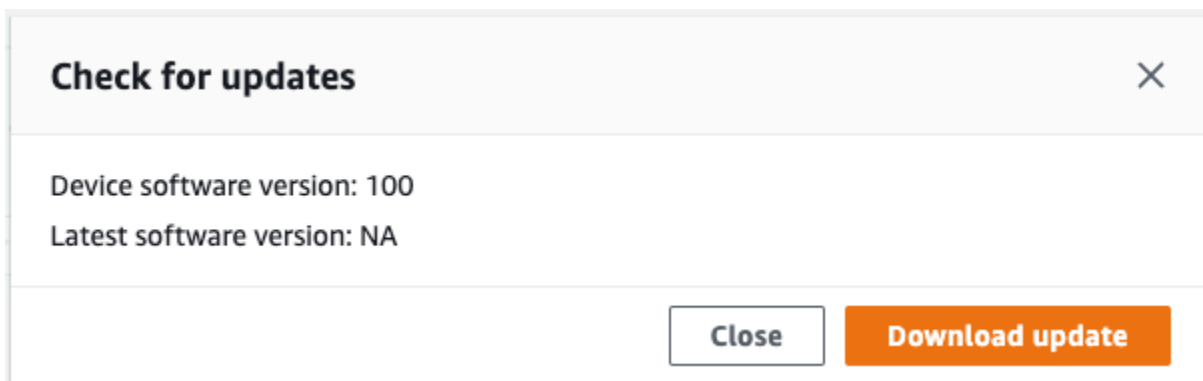 Check for updates
Device software version: 100
Latest software version: NA
Close
Download update